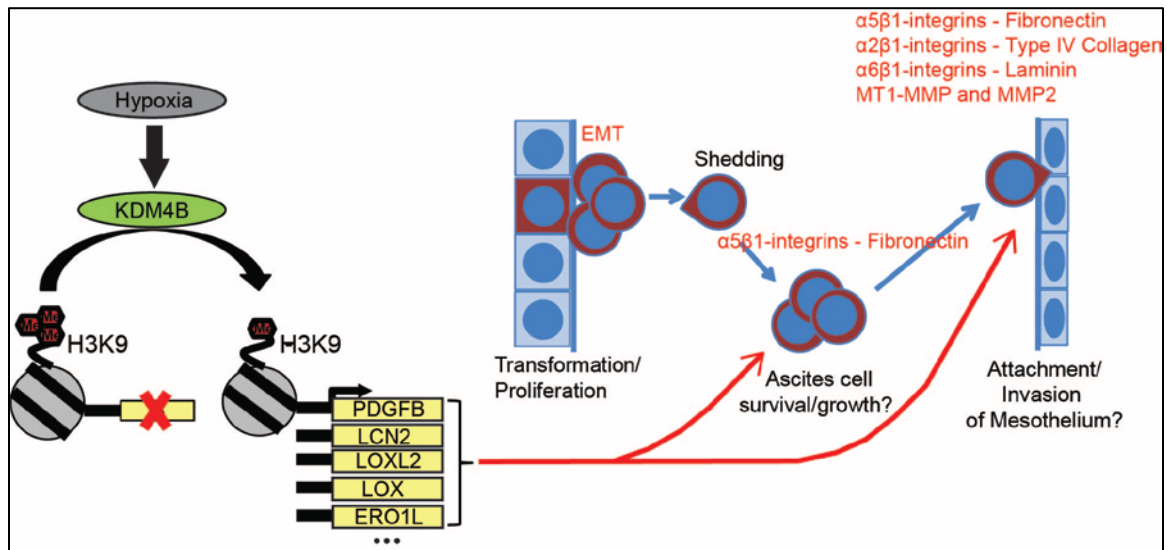 Hypoxia
KDM4B
Me
Me
Me
H3K9
Me
H3K9
PDGFB
LCN2
LOXL2
LOX
ERO1L
...
EMT
Transformation/
Proliferation
Shedding
α5β1-integrins - Fibronectin
Ascites cell
survival/growth?
α5β1-integrins - Fibronectin
α2β1-integrins - Type IV Collagen
α6β1-integrins - Laminin
MT1-MMP and MMP2
Attachment/
Invasion
of Mesothelium?